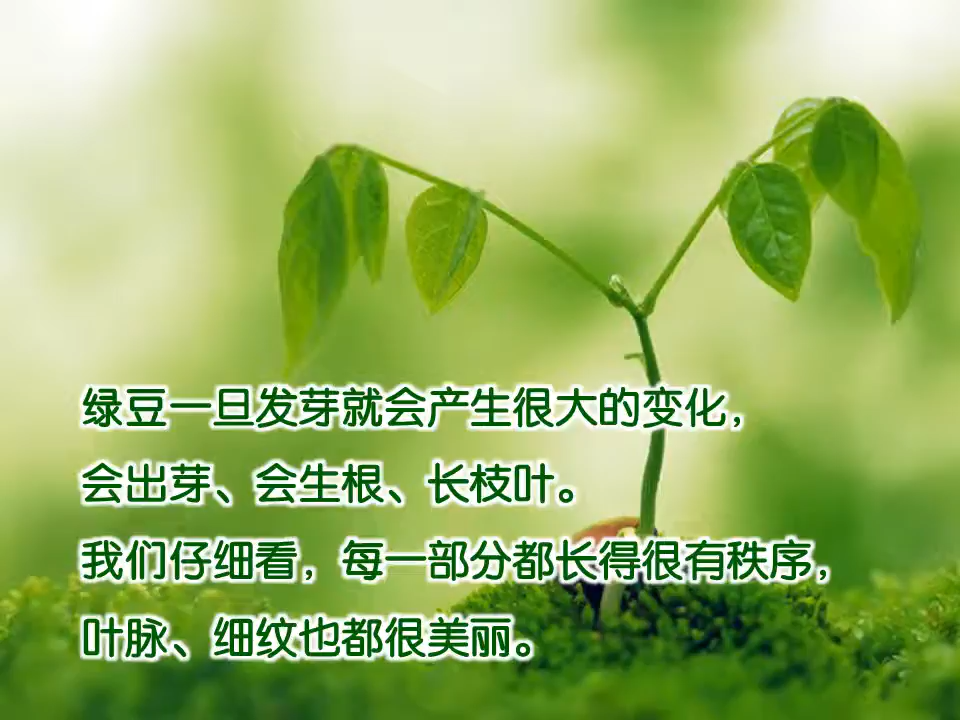 绿豆一旦发芽就会产生很大的变化，
会出芽、会生根、长枝叶。
我们仔细看，每一部分都长得很有秩序，
叶脉、细纹也都很美丽。